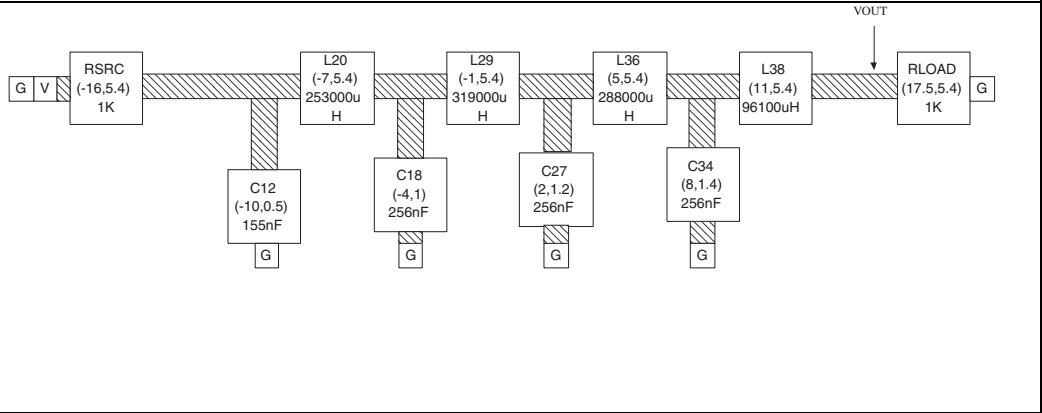 VOUT
G V
RSRC
(-16,5.4)
1K
L20
(-7,5.4)
253000u
H
L29
(-1,5.4)
319000u
H
L36
(5,5.4)
288000u
H
L38
(11,5.4)
96100uH
RLOAD
(17.5,5.4)
1K
G
C12
(-10,0.5)
155nF
G
C18
(-4,1)
256nF
G
C27
(2,1.2)
256nF
G
C34
(8,1.4)
256nF
G